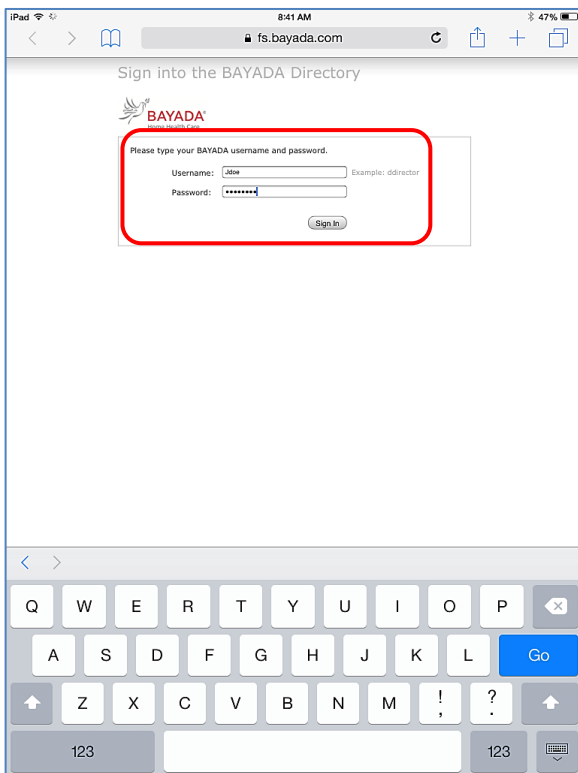 iPad 8:41 AM 47%
fs.bayada.com
Sign into the BAYADA Directory
BAYADA®
Home Health Care
Please type your BAYADA username and password.
Username: Jdoe Example: ddirector
Password: ••••••••
Sign In
Q W E R T Y U I O P
A S D F G H J K L Go
Z X C V B N M ! , ? .
123 123